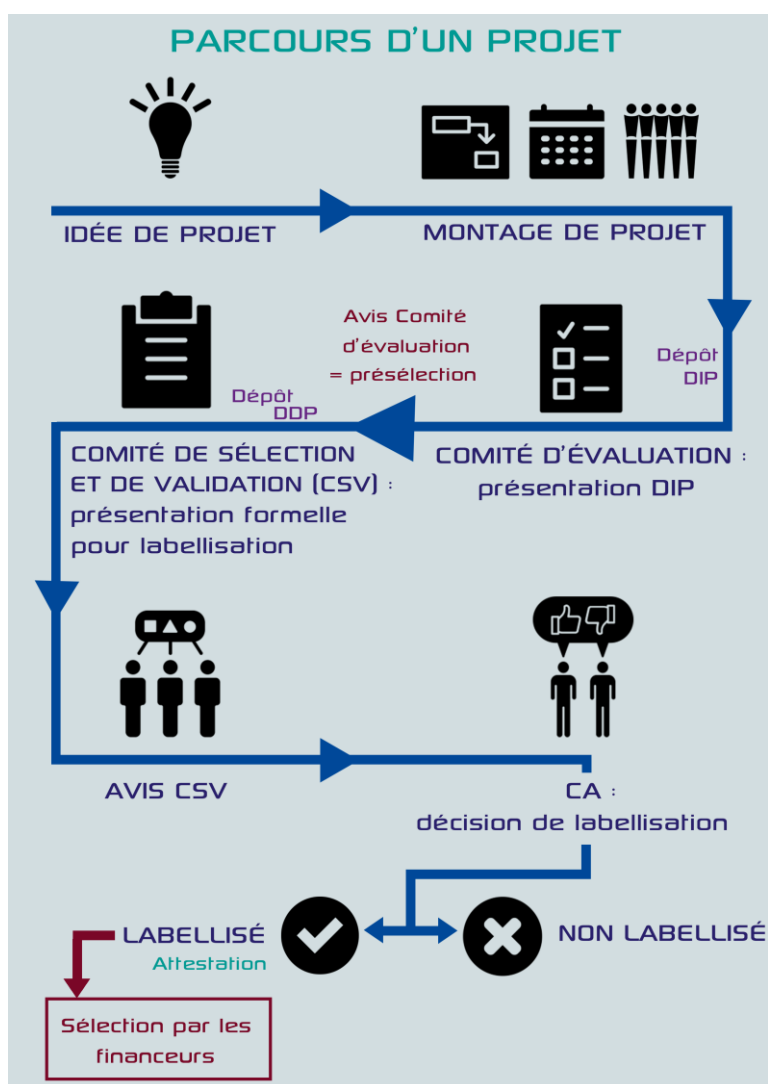 PARCOURS D'UN PROJET
IDÉE DE PROJET
MONTAGE DE PROJET
Dépôt
DIP
COMITÉ D'ÉVALUATION :
présentation DIP
Avis Comité
d'évaluation
= présélection
Dépôt
DDP
COMITÉ DE SÉLECTION
ET DE VALIDATION (CSV) :
présentation formelle
pour labellisation
AVIS CSV
CA :
décision de labellisation
LABELLISÉ
Attestation
NON LABELLISÉ
Sélection par les
financeurs